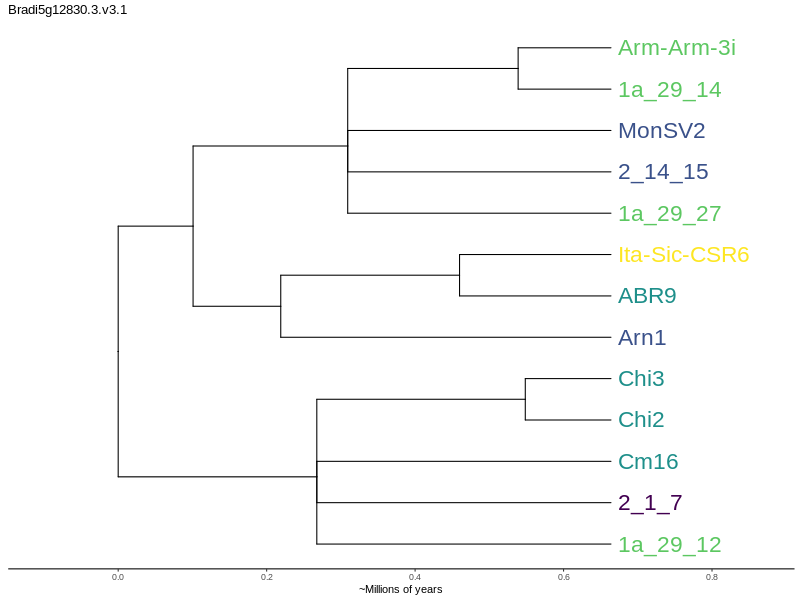 Bradi5g12830.3.v3.1
Arm-Arm-3i
1a_29_14
MonSV2
2_14_15
1a_29_27
Ita-Sic-CSR6
ABR9
Arn1
Chi3
Chi2
Cm16
2_1_7
1a_29_12
0.0 0.2 0.4 0.6 0.8
~Millions of years